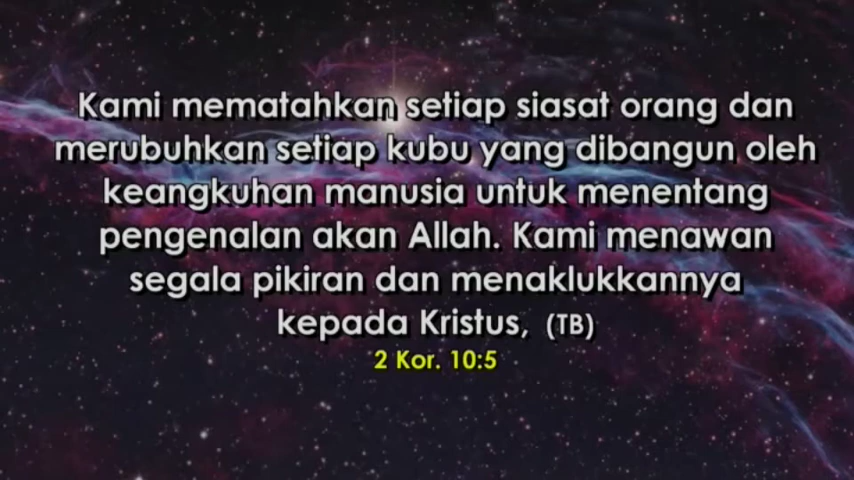 Kami mematahkan setiap siasat orang dan
merubuhkan setiap kubu yang dibangun oleh
keangkuhan manusia untuk menentang
pengenalan akan Allah. Kami menawan
segala pikiran dan menaklukkannya
kepada Kristus, (TB)
2 Kor. 10:5